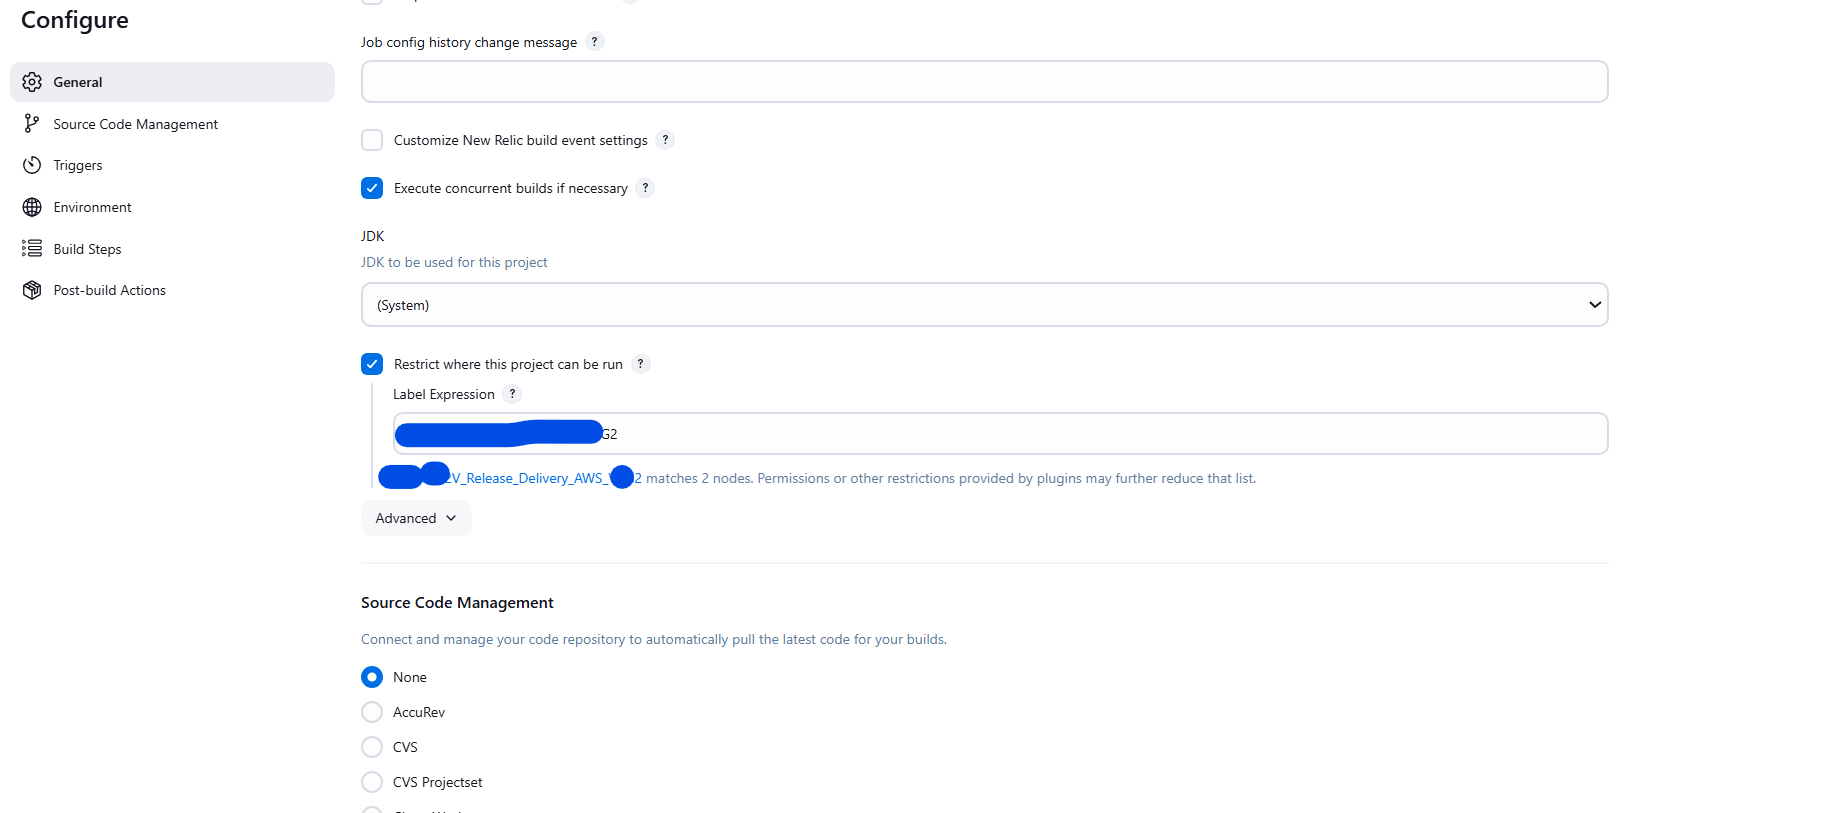 Configure
General
Source Code Management
Triggers
Environment
Build Steps
Post-build Actions
Job config history change message ?
Customize New Relic build event settings ?
Execute concurrent builds if necessary ?
JDK
JDK to be used for this project
(System)
Restrict where this project can be run ?
Label Expression ?
G2
2V_Release_Delivery_AWS_ 2 matches 2 nodes. Permissions or other restrictions provided by plugins may further reduce that list.
Advanced
Source Code Management
Connect and manage your code repository to automatically pull the latest code for your builds.
None
AccuRev
CVS
CVS Projectset